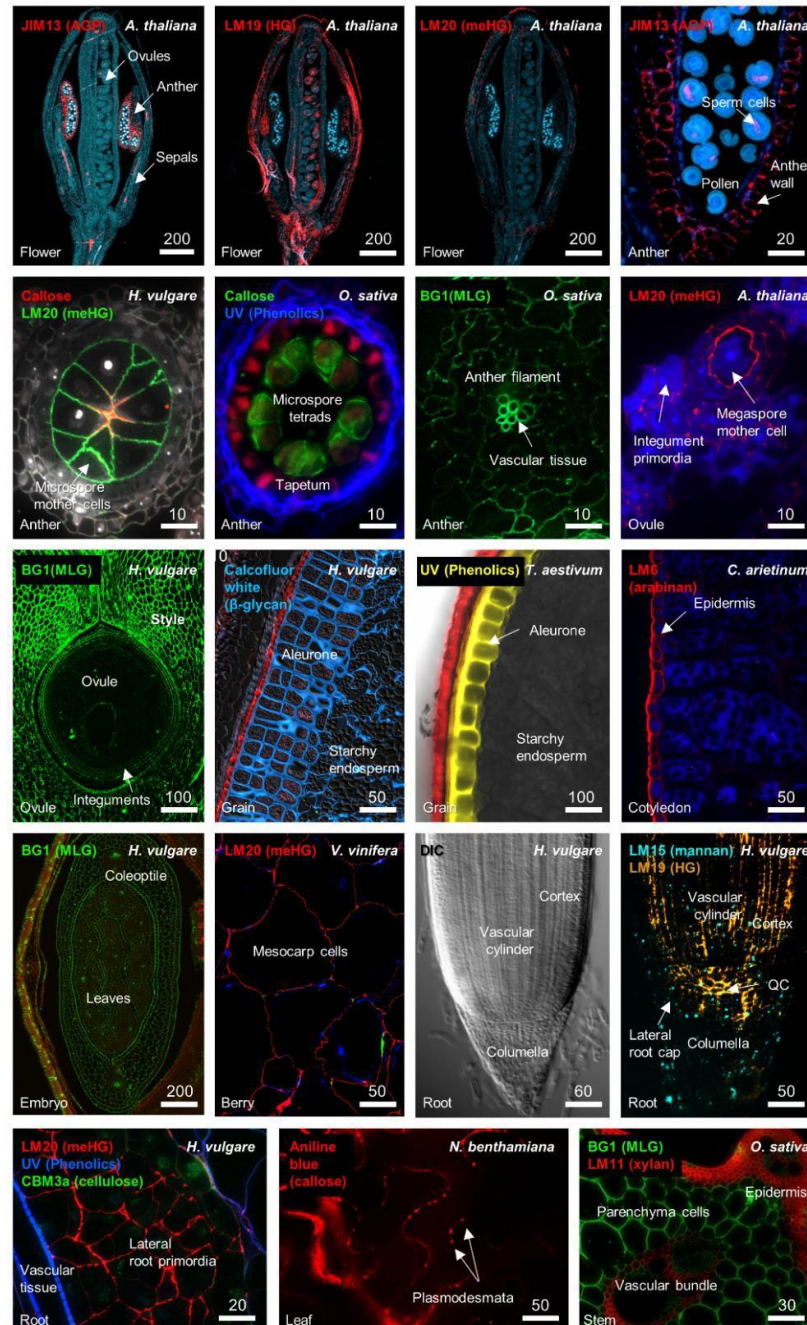 JIM13 (AGP) A. thaliana
Ovules
Anther
Sepals
Flower 200
LM19 (HG) A. thaliana
Flower 200
LM20 (meHG) A. thaliana
Flower 200
JIM13 (AGP) A. thaliana
Sperm cells
Pollen
Anthe
wall
Anther 20
Callose H. vulgare
LM20 (meHG)
Microspore
mother cells
Anther 10
Callose O. sativa
UV (Phenolics)
Microspore
tetrads
Tapetum
Anther 10
BG1(MLG) O. sativa
Anther filament
Vascular tissue
Anther 10
LM20 (meHG) A. thaliana
Megaspore
mother cell
Integument
primordia
Ovule 10
BG1(MLG) H. vulgare
Style
Ovule
Integuments
Ovule 100
0
Calcofluor H. vulgare
white
(β-glycan)
Aleurone
Starchy
endosperm
Grain 50
UV (Phenolics) T. aestivum
Aleurone
Starchy
endosperm
Grain 100
LM6 C. arietinum
(arabinan)
Epidermis
Cotyledon 50
BG1 (MLG) H. vulgare
Coleoptile
Leaves
Embryo 200
LM20 (meHG) V. vinifera
Mesocarp cells
Berry 50
DIC H. vulgare
Cortex
Vascular
cylinder
Columella
Root 60
LM15 (mannan) H. vulgare
LM19 (HG)
Vascular
cylinder
Cortex
QC
Lateral
root cap
Columella
Root 50
LM20 (meHG) H. vulgare
UV (Phenolics)
CBM3a (cellulose)
Lateral
root primordia
Vascular
tissue
Root 20
Aniline N. benthamiana
blue
(callose)
Plasmodesmata
Leaf 50
BG1 (MLG) O. sativa
LM11 (xylan)
Epidermis
Parenchyma cells
Vascular bundle
Stem 30